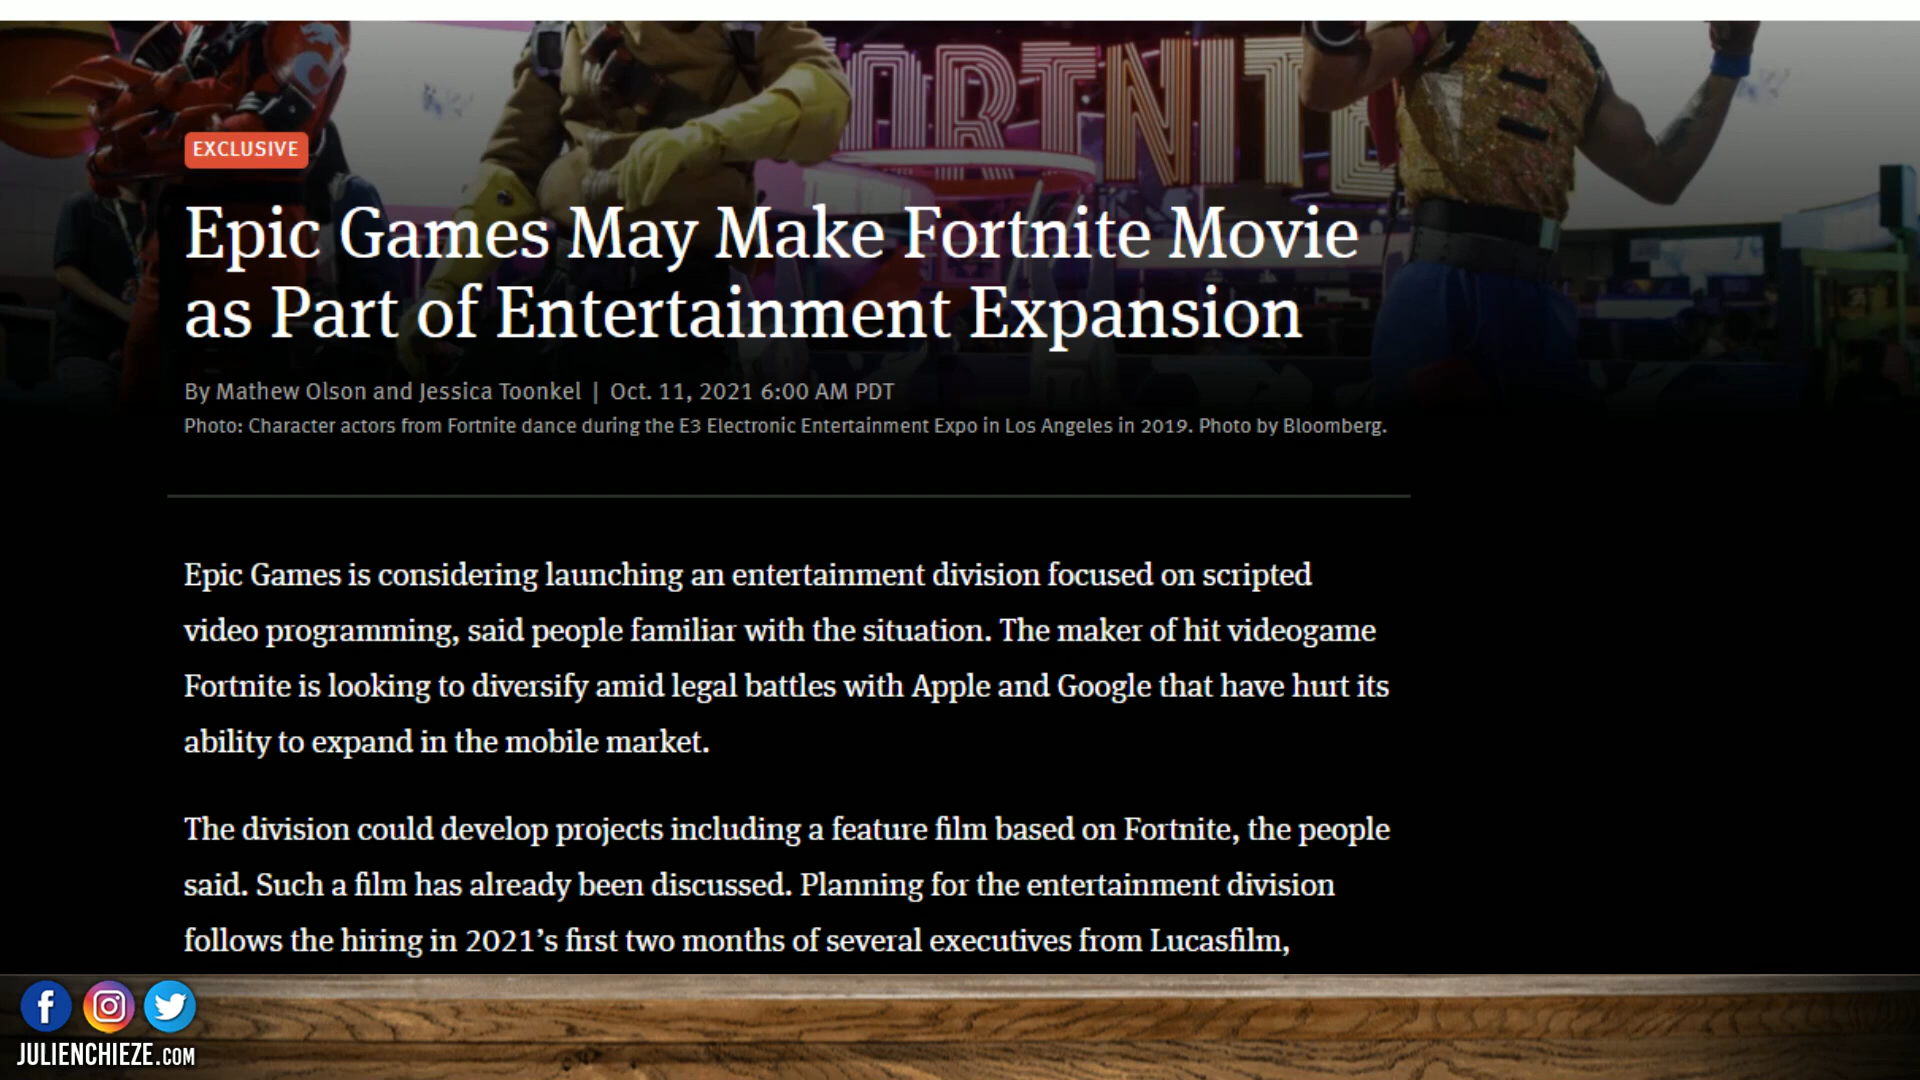 ORTNITE
EXCLUSIVE
Epic Games May Make Fortnite Movie
as Part of Entertainment Expansion
By Mathew Olson and Jessica Toonkel | Oct. 11, 2021 6:00 AM PDT
Photo: Character actors from Fortnite dance during the E3 Electronic Entertainment Expo in Los Angeles in 2019. Photo by Bloomberg.
Epic Games is considering launching an entertainment division focused on scripted
video programming, said people familiar with the situation. The maker of hit videogame
Fortnite is looking to diversify amid legal battles with Apple and Google that have hurt its
ability to expand in the mobile market.
The division could develop projects including a feature film based on Fortnite, the people
said. Such a film has already been discussed. Planning for the entertainment division
follows the hiring in 2021’s first two months of several executives from Lucasfilm,
JULIENCHIEZE.COM